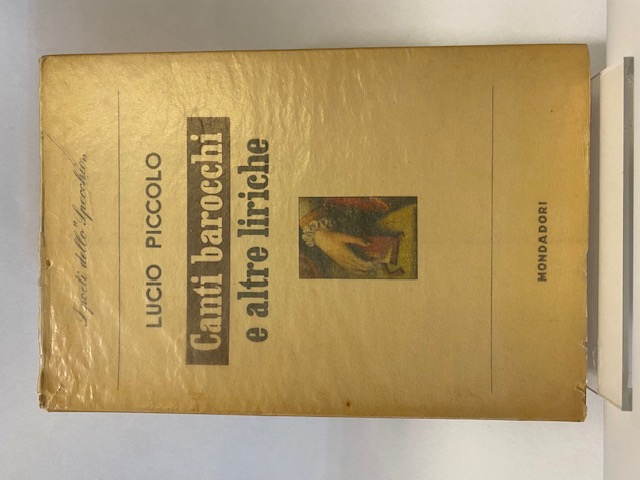 I poeti dello "Specchio"
LUCIO PICCOLO
Canti barocchi
e altre liriche
MONDADORI